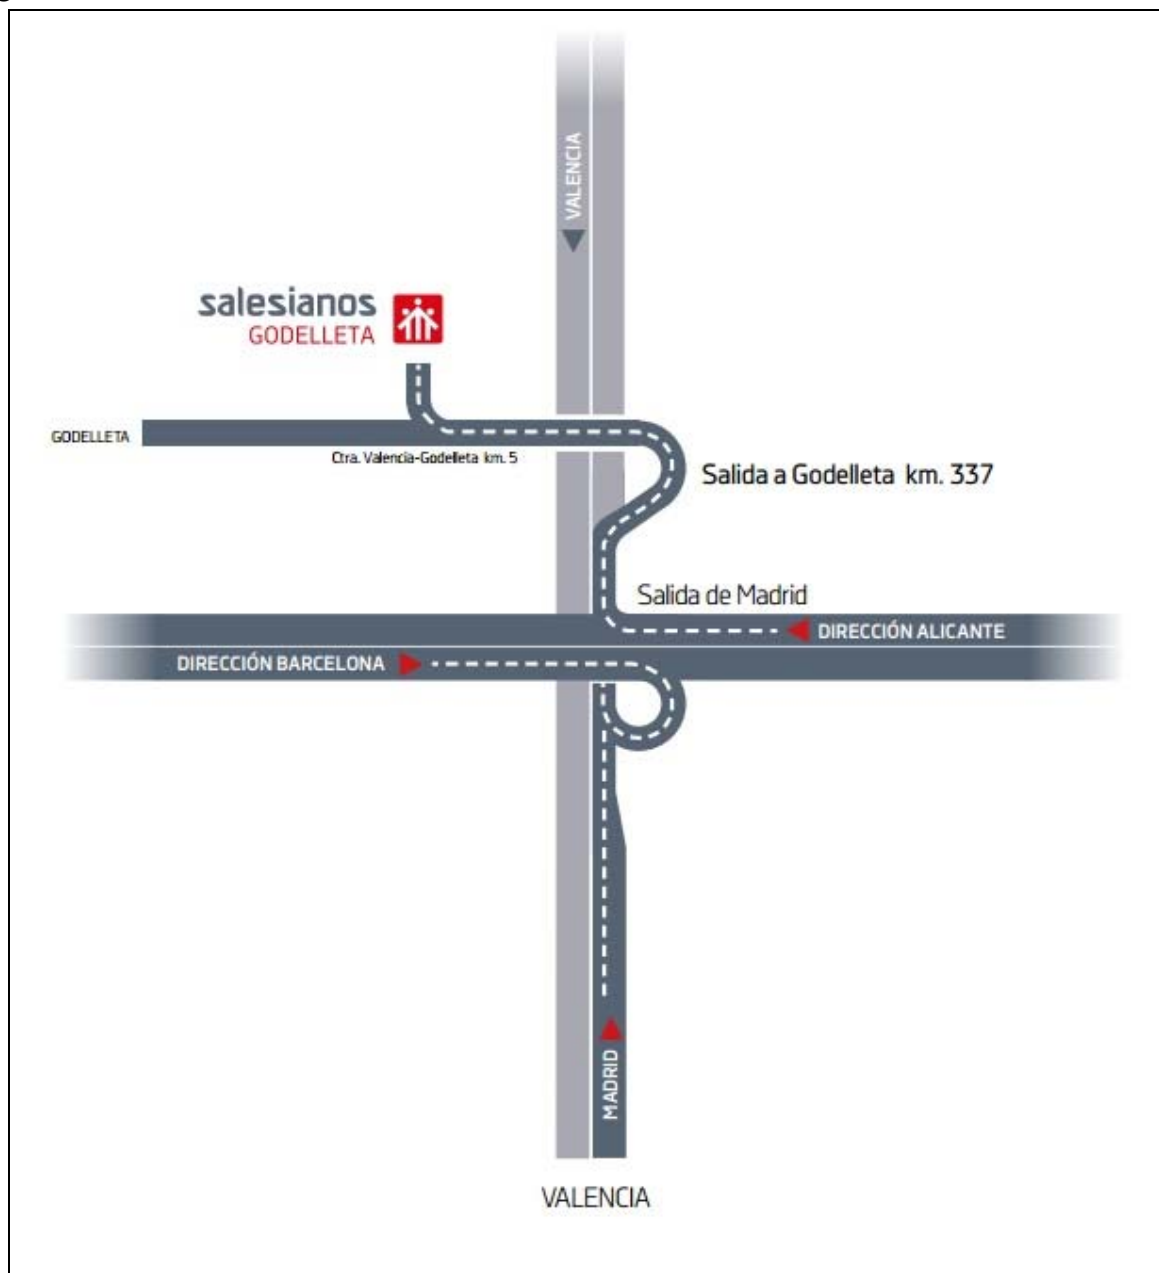 VALENCIA
salesianos
GODELLETA
GODELLETA
Ctra. Valencia-Godelleta km. 5
Salida a Godelleta km. 337
Salida de Madrid
DIRECCIÓN ALICANTE
DIRECCIÓN BARCELONA
MADRID
VALENCIA